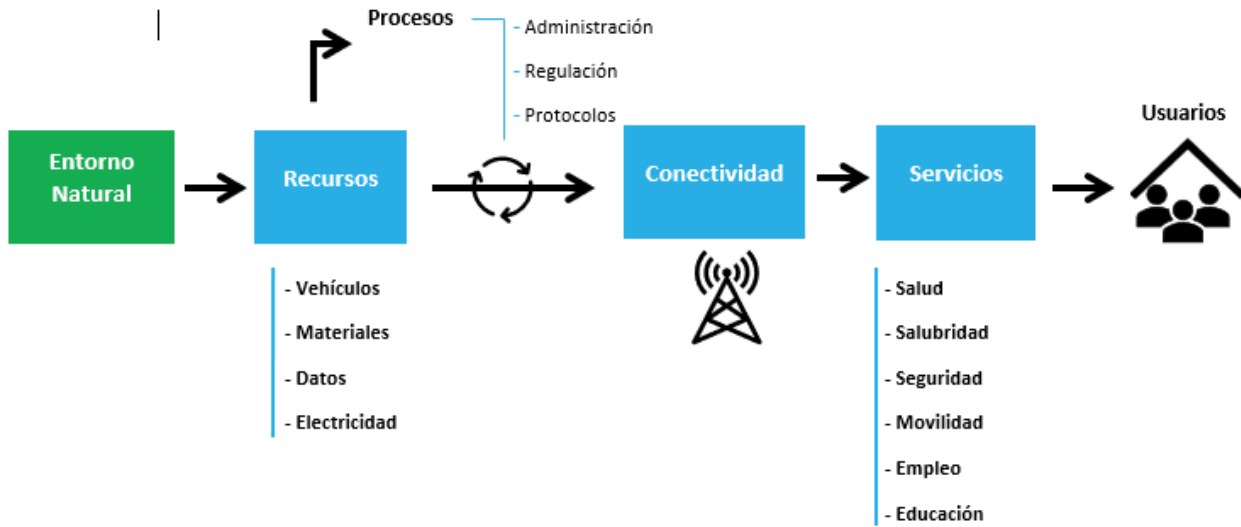 Procesos
- Administración
- Regulación
- Protocolos
Usuarios
Entorno
Natural
Recursos
Conectividad
Servicios
- Vehículos
- Materiales
- Datos
- Electricidad
- Salud
- Salubridad
- Seguridad
- Movilidad
- Empleo
- Educación